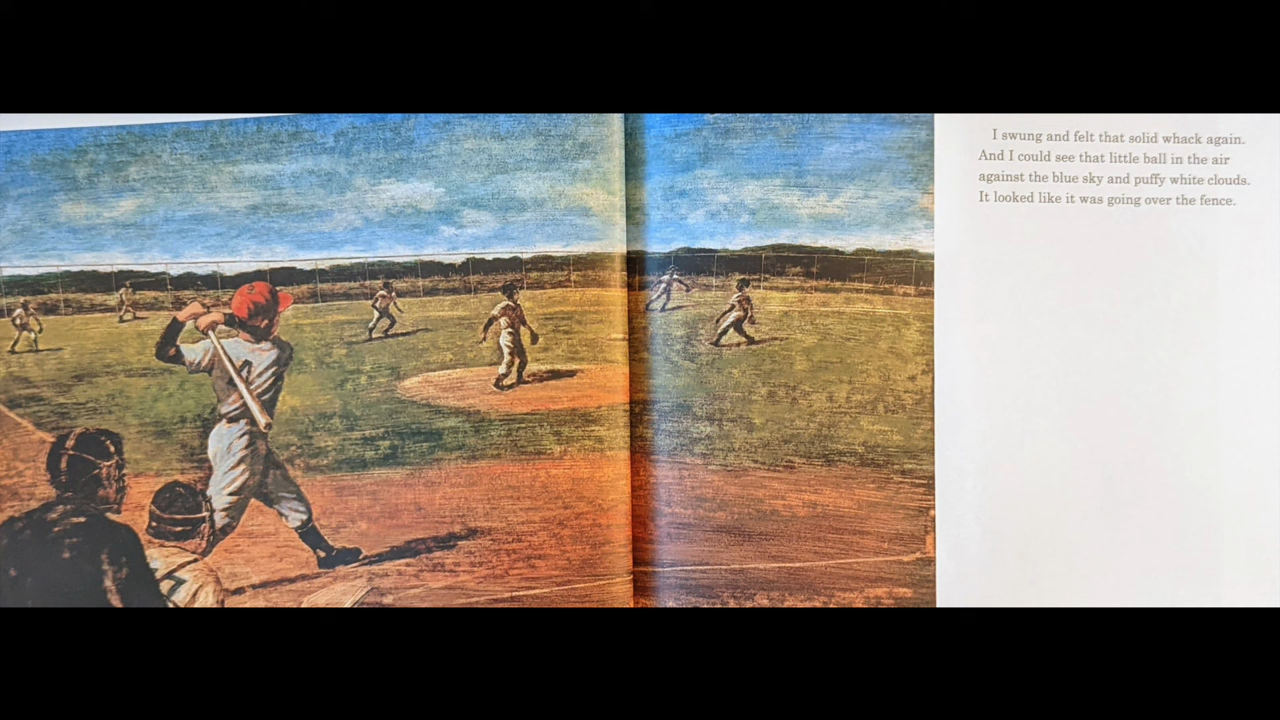 I swung and felt that solid whack again.
And I could see that little ball in the air
against the blue sky and puffy white clouds.
It looked like it was going over the fence.